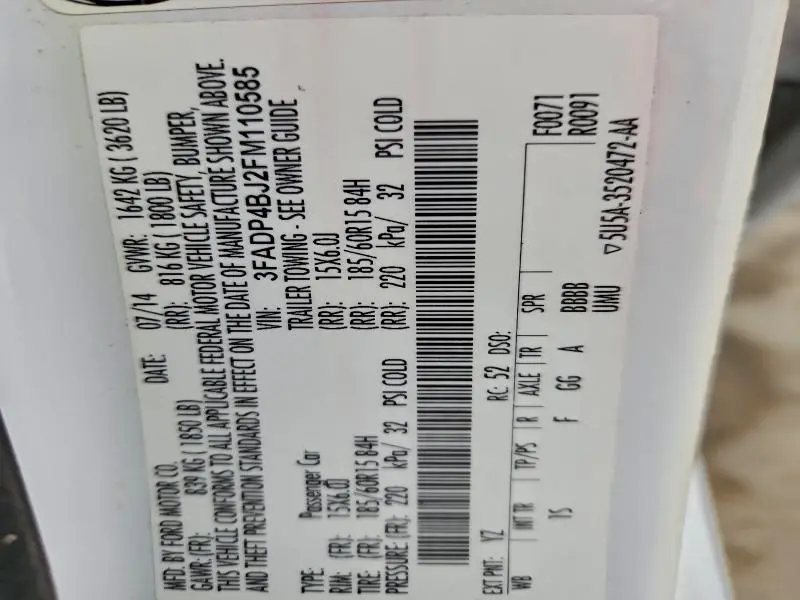 MFD. BY FORD MOTOR CO.
DATE: 07/14 GVWR: 1642 KG ( 3620 LB)
GAWR: (FR): 839 KG ( 1850 LB) (RR): 816 KG ( 1800 LB)
THIS VEHICLE CONFORMS TO ALL APPLICABLE FEDERAL MOTOR VEHICLE SAFETY, BUMPER,
AND THEFT PREVENTION STANDARDS IN EFFECT ON THE DATE OF MANUFACTURE SHOWN ABOVE.
VIN: 3FADP4BJ2FM110585
TYPE: Passenger Car TRAILER TOWING - SEE OWNER GUIDE
RIM: (FR): 15X6.0J (RR): 15X6.0J
TIRE: (FR): 185/60R15 84H (RR): 185/60R15 84H
PRESSURE: (FR): 220 kPa/ 32 PSI COLD (RR): 220 kPa/ 32 PSI COLD
EXT PNT: YZ RC: 52 DSO:
WB INT TR TP/PS R AXLE TR SPR F0071
R0091
IS F GG A BBBB
UMU
▽5U5A-3520472-AA